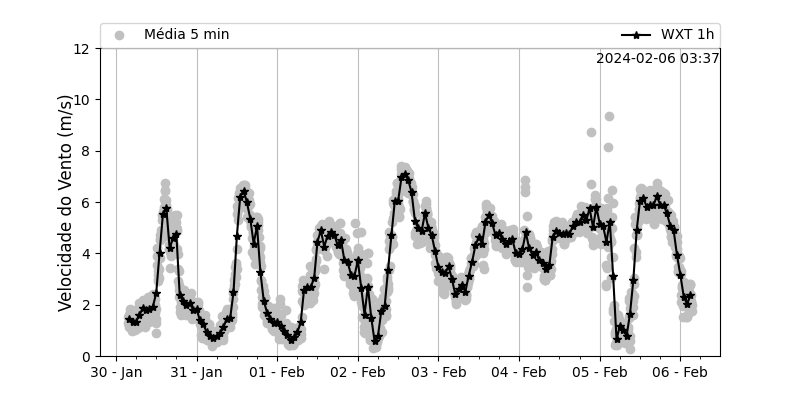 Média 5 min
WXT 1h
2024-02-06 03:37
Velocidade do Vento (m/s)
12
10
8
6
4
2
0
30 - Jan 31 - Jan 01 - Feb 02 - Feb 03 - Feb 04 - Feb 05 - Feb 06 - Feb